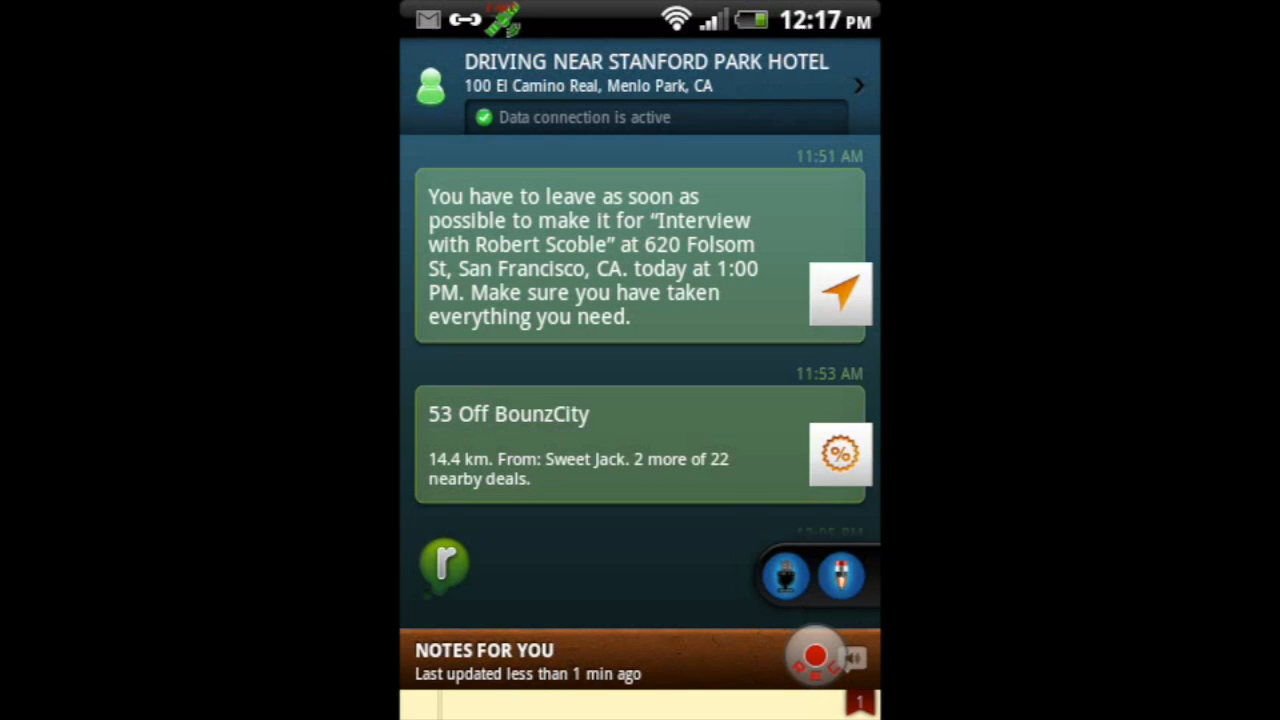 12:17 PM
DRIVING NEAR STANFORD PARK HOTEL
100 El Camino Real, Menlo Park, CA
Data connection is active
11:51 AM
You have to leave as soon as
possible to make it for “Interview
with Robert Scoble” at 620 Folsom
St, San Francisco, CA. today at 1:00
PM. Make sure you have taken
everything you need.
11:53 AM
53 Off BounzCity
%
14.4 km. From: Sweet Jack. 2 more of 22
nearby deals.
r
NOTES FOR YOU
Last updated less than 1 min ago
REC
1